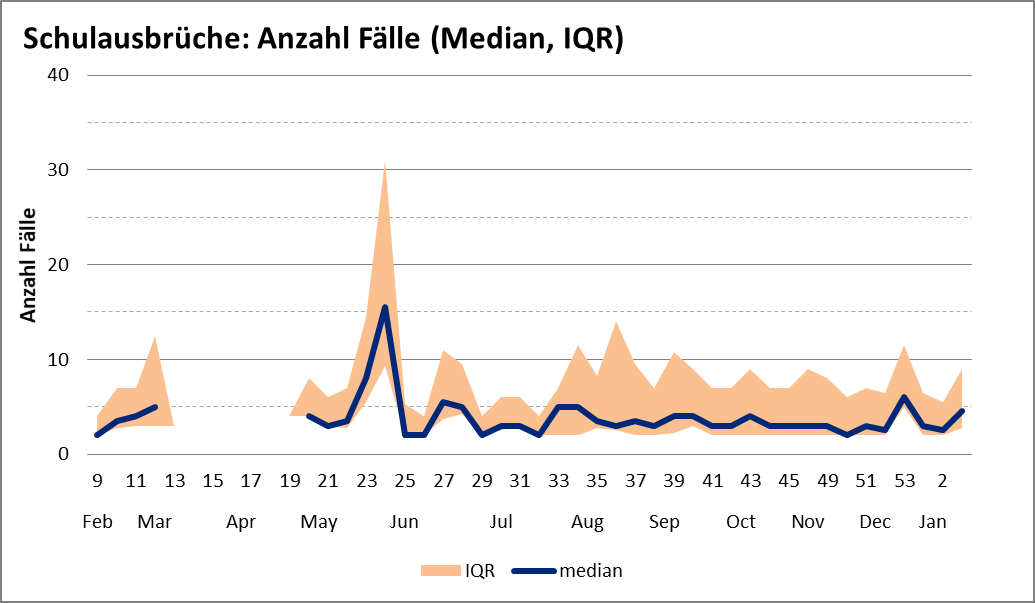 Schulausbrüche: Anzahl Fälle (Median, IQR)
40
30
20
10
0
Anzahl Fälle
9 11 13 15 17 19 21 23 25 27 29 31 33 35 37 39 41 43 45 47 49 51 53 2
Feb Mar Apr May Jun Jul Aug Sep Oct Nov Dec Jan
IQR median